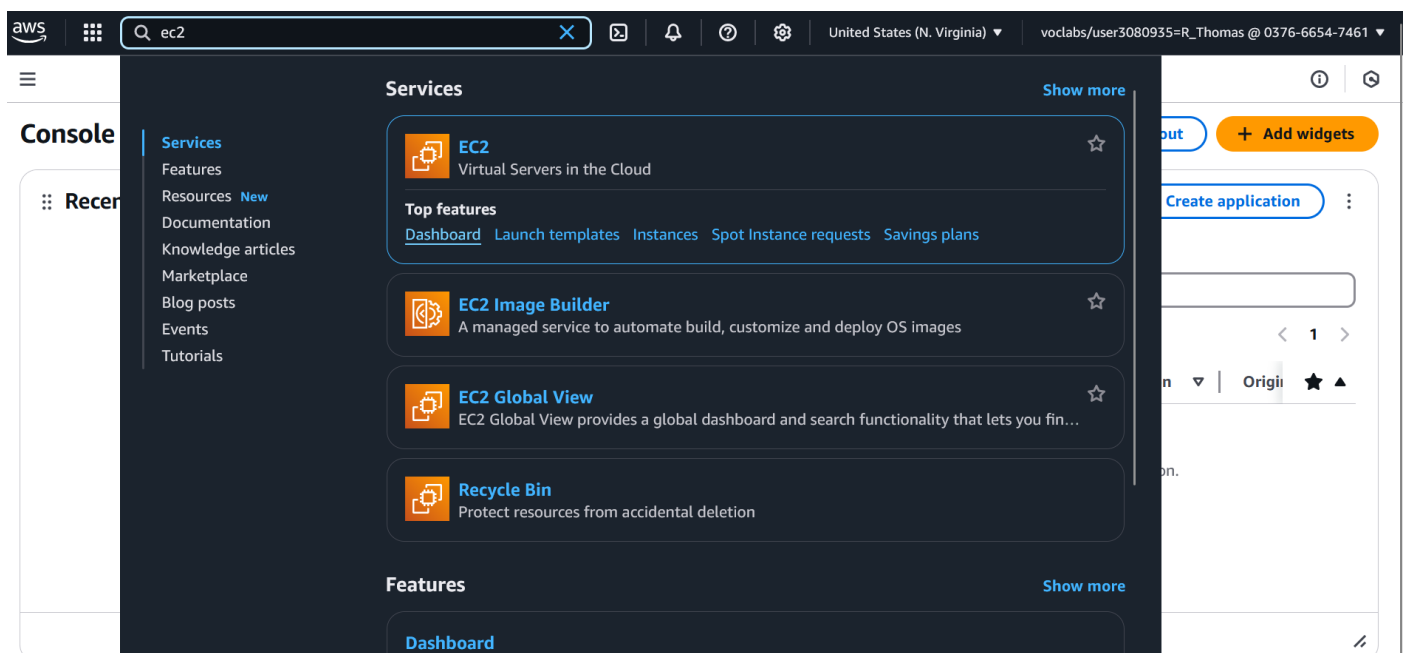 aws
ec2
United States (N. Virginia)
voclabs/user3080935=R_Thomas @ 0376-6654-7461
Console
Add widgets
Recen
Create application
1
n
Origi
on.
out
Services
Show more
Services
Features
Resources New
Documentation
Knowledge articles
Marketplace
Blog posts
Events
Tutorials
EC2
Virtual Servers in the Cloud
Top features
Dashboard Launch templates Instances Spot Instance requests Savings plans
EC2 Image Builder
A managed service to automate build, customize and deploy OS images
EC2 Global View
EC2 Global View provides a global dashboard and search functionality that lets you fin...
Recycle Bin
Protect resources from accidental deletion
Features
Show more
Dashboard